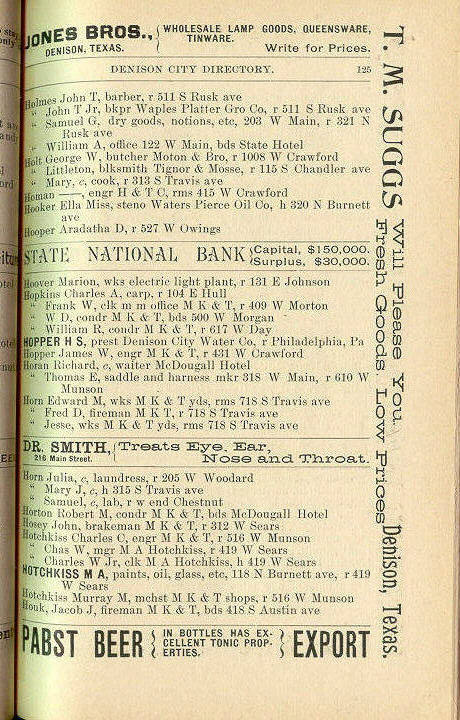 JONES BROS., { WHOLESALE LAMP GOODS, QUEENSWARE,
TINWARE.
DENISON, TEXAS. Write for Prices.
DENISON CITY DIRECTORY. 125
Holmes John T, barber, r 511 S Rusk ave
“ John T Jr, bkpr Waples Platter Gro Co, r 511 S Rusk ave
“ Samuel G, dry goods, notions, etc, 203 W Main, r 321 N
Rusk ave
“ William A, office 122 W Main, bds State Hotel
Holt George W, butcher Moton & Bro, r 1008 W Crawford
“ Littleton, blksmith Tignor & Mosse, r 115 S Chandler ave
“ Mary, c, cook, r 313 S Travis ave
Homan ——, engr H & T C, rms 415 W Crawford
Hooker Ella Miss, steno Waters Pierce Oil Co, h 320 N Burnett
ave
Hooper Aradatha D, r 527 W Owings
STATE NATIONAL BANK { Capital, $150,000.
Surplus, $30,000.
Hoover Marion, wks electric light plant, r 131 E Johnson
Hopkins Charles A, carp, r 104 E Hull
“ Frank W, clk m m office M K & T, r 409 W Morton
“ W D, condr M K & T, bds 500 W Morgan
“ William R, condr M K & T, r 617 W Day
HOPPER H S, prest Denison City Water Co, r Philadelphia, Pa
Hopper James W, engr M K & T, r 431 W Crawford
Horan Richard, c, waiter McDougall Hotel
“ Thomas E, saddle and harness mkr 318 W Main, r 610 W
Munson
Horn Edward M, wks M K & T yds, rms 718 S Travis ave
“ Fred D, fireman M K T, r 718 S Travis ave
“ Jesse, wks M K & T yds, rms 718 S Travis ave
DR. SMITH, { Treats Eye, Ear,
216 Main Street. Nose and Throat.
Horn Julia, c, laundress, r 205 W Woodard
“ Mary J, c, h 315 S Travis ave
“ Samuel, c, lab, r w end Chestnut
Horton Robert M, condr M K & T, bds McDougall Hotel
Hosey John, brakeman M K & T, r 312 W Sears
Hotchkiss Charles C, engr M K & T, r 516 W Munson
“ Chas W, mgr M A Hotchkiss, r 419 W Sears
“ Charles W Jr, clk M A Hotchkiss, h 419 W Sears
HOTCHKISS M A, paints, oil, glass, etc, 118 N Burnett ave, r 419
W Sears
Hotchkiss Murray M, mchst M K & T shops, r 516 W Munson
Houk, Jacob J, fireman M K & T, bds 418 S Austin ave
PABST BEER { IN BOTTLES HAS EX-
CELLENT TONIC PROP-
ERTIES. } EXPORT
T. M. SUGGS Will Please You.
Fresh Goods Low Prices
Denison, Texas.